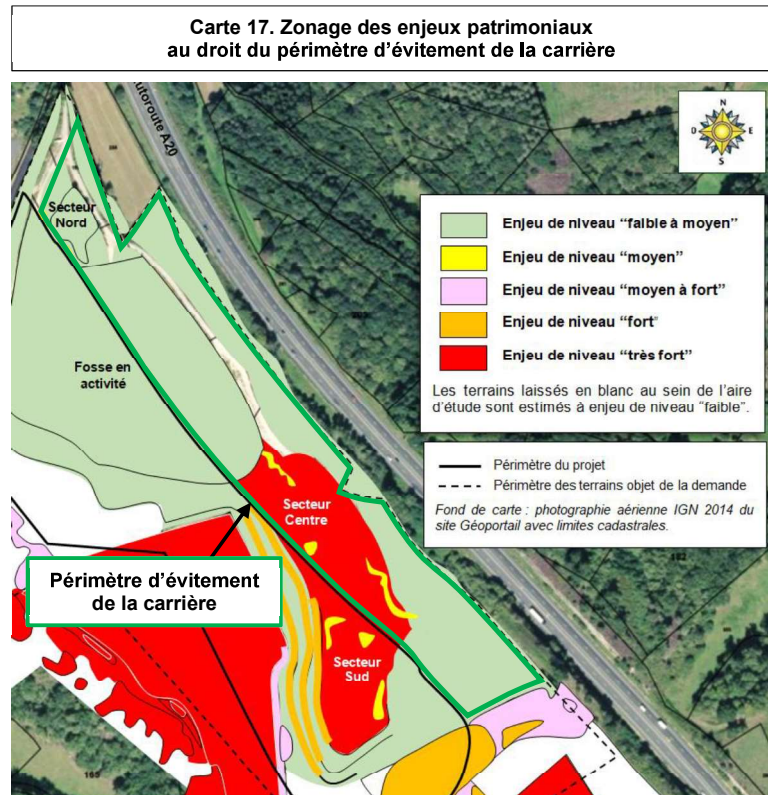 Carte 17. Zonage des enjeux patrimoniaux
au droit du périmètre d'évitement de la carrière
utoroute A20
N
O E
S
Secteur
Nord
Enjeu de niveau “faible à moyen”
Enjeu de niveau “moyen”
Enjeu de niveau “moyen à fort”
Enjeu de niveau “fort”
Enjeu de niveau “très fort”
Les terrains laissés en blanc au sein de l'aire
d'étude sont estimés à enjeu de niveau “faible”.
Fosse en
activité
Périmètre du projet
Périmètre des terrains objet de la demande
Fond de carte : photographie aérienne IGN 2014 du
site Géoportail avec limites cadastrales.
Secteur
Centre
Périmètre d'évitement
de la carrière
Secteur
Sud
165